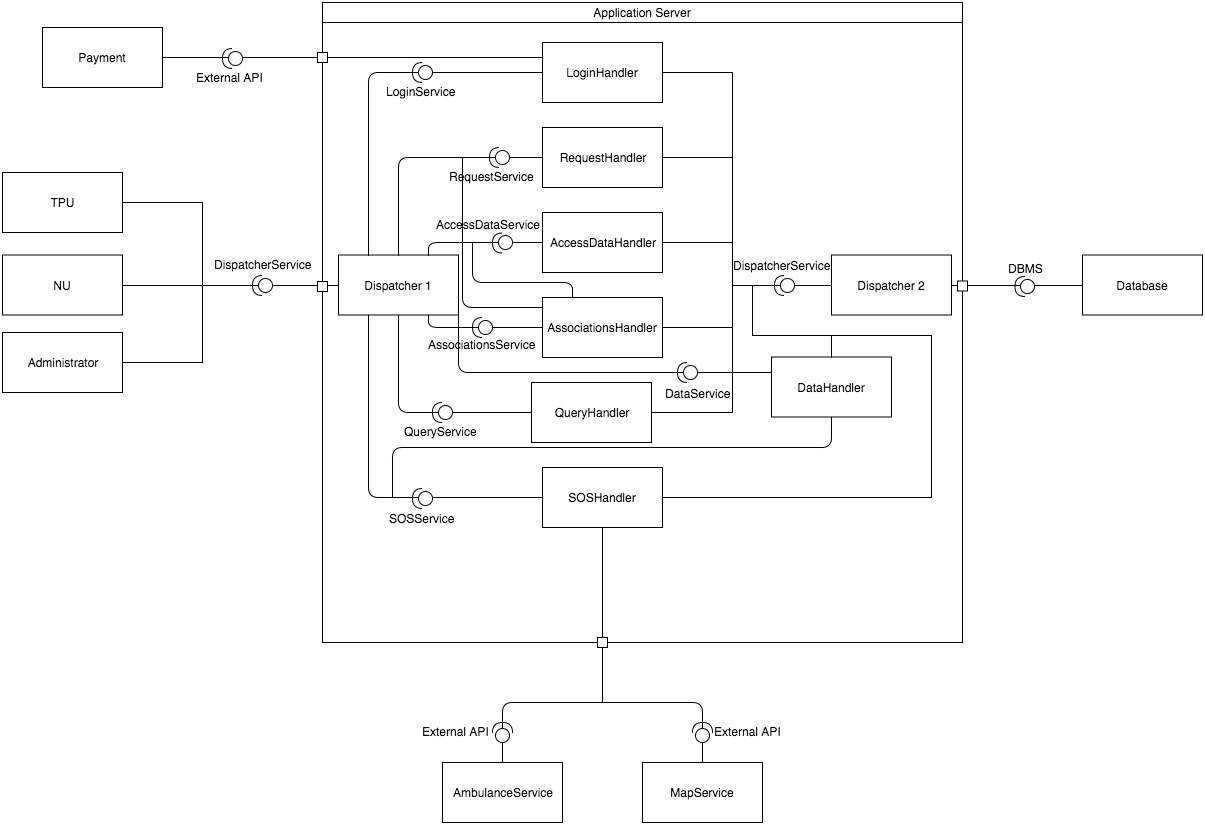 Application Server
Payment
External API
LoginHandler
LoginService
RequestHandler
RequestService
TPU
AccessDataService
AccessDataHandler
DispatcherService
DispatcherService
DBMS
NU
Dispatcher 1
Dispatcher 2
Database
AssociationsHandler
AssociationsService
Administrator
DataService
DataHandler
QueryHandler
QueryService
SOSHandler
SOSService
External API
External API
AmbulanceService
MapService